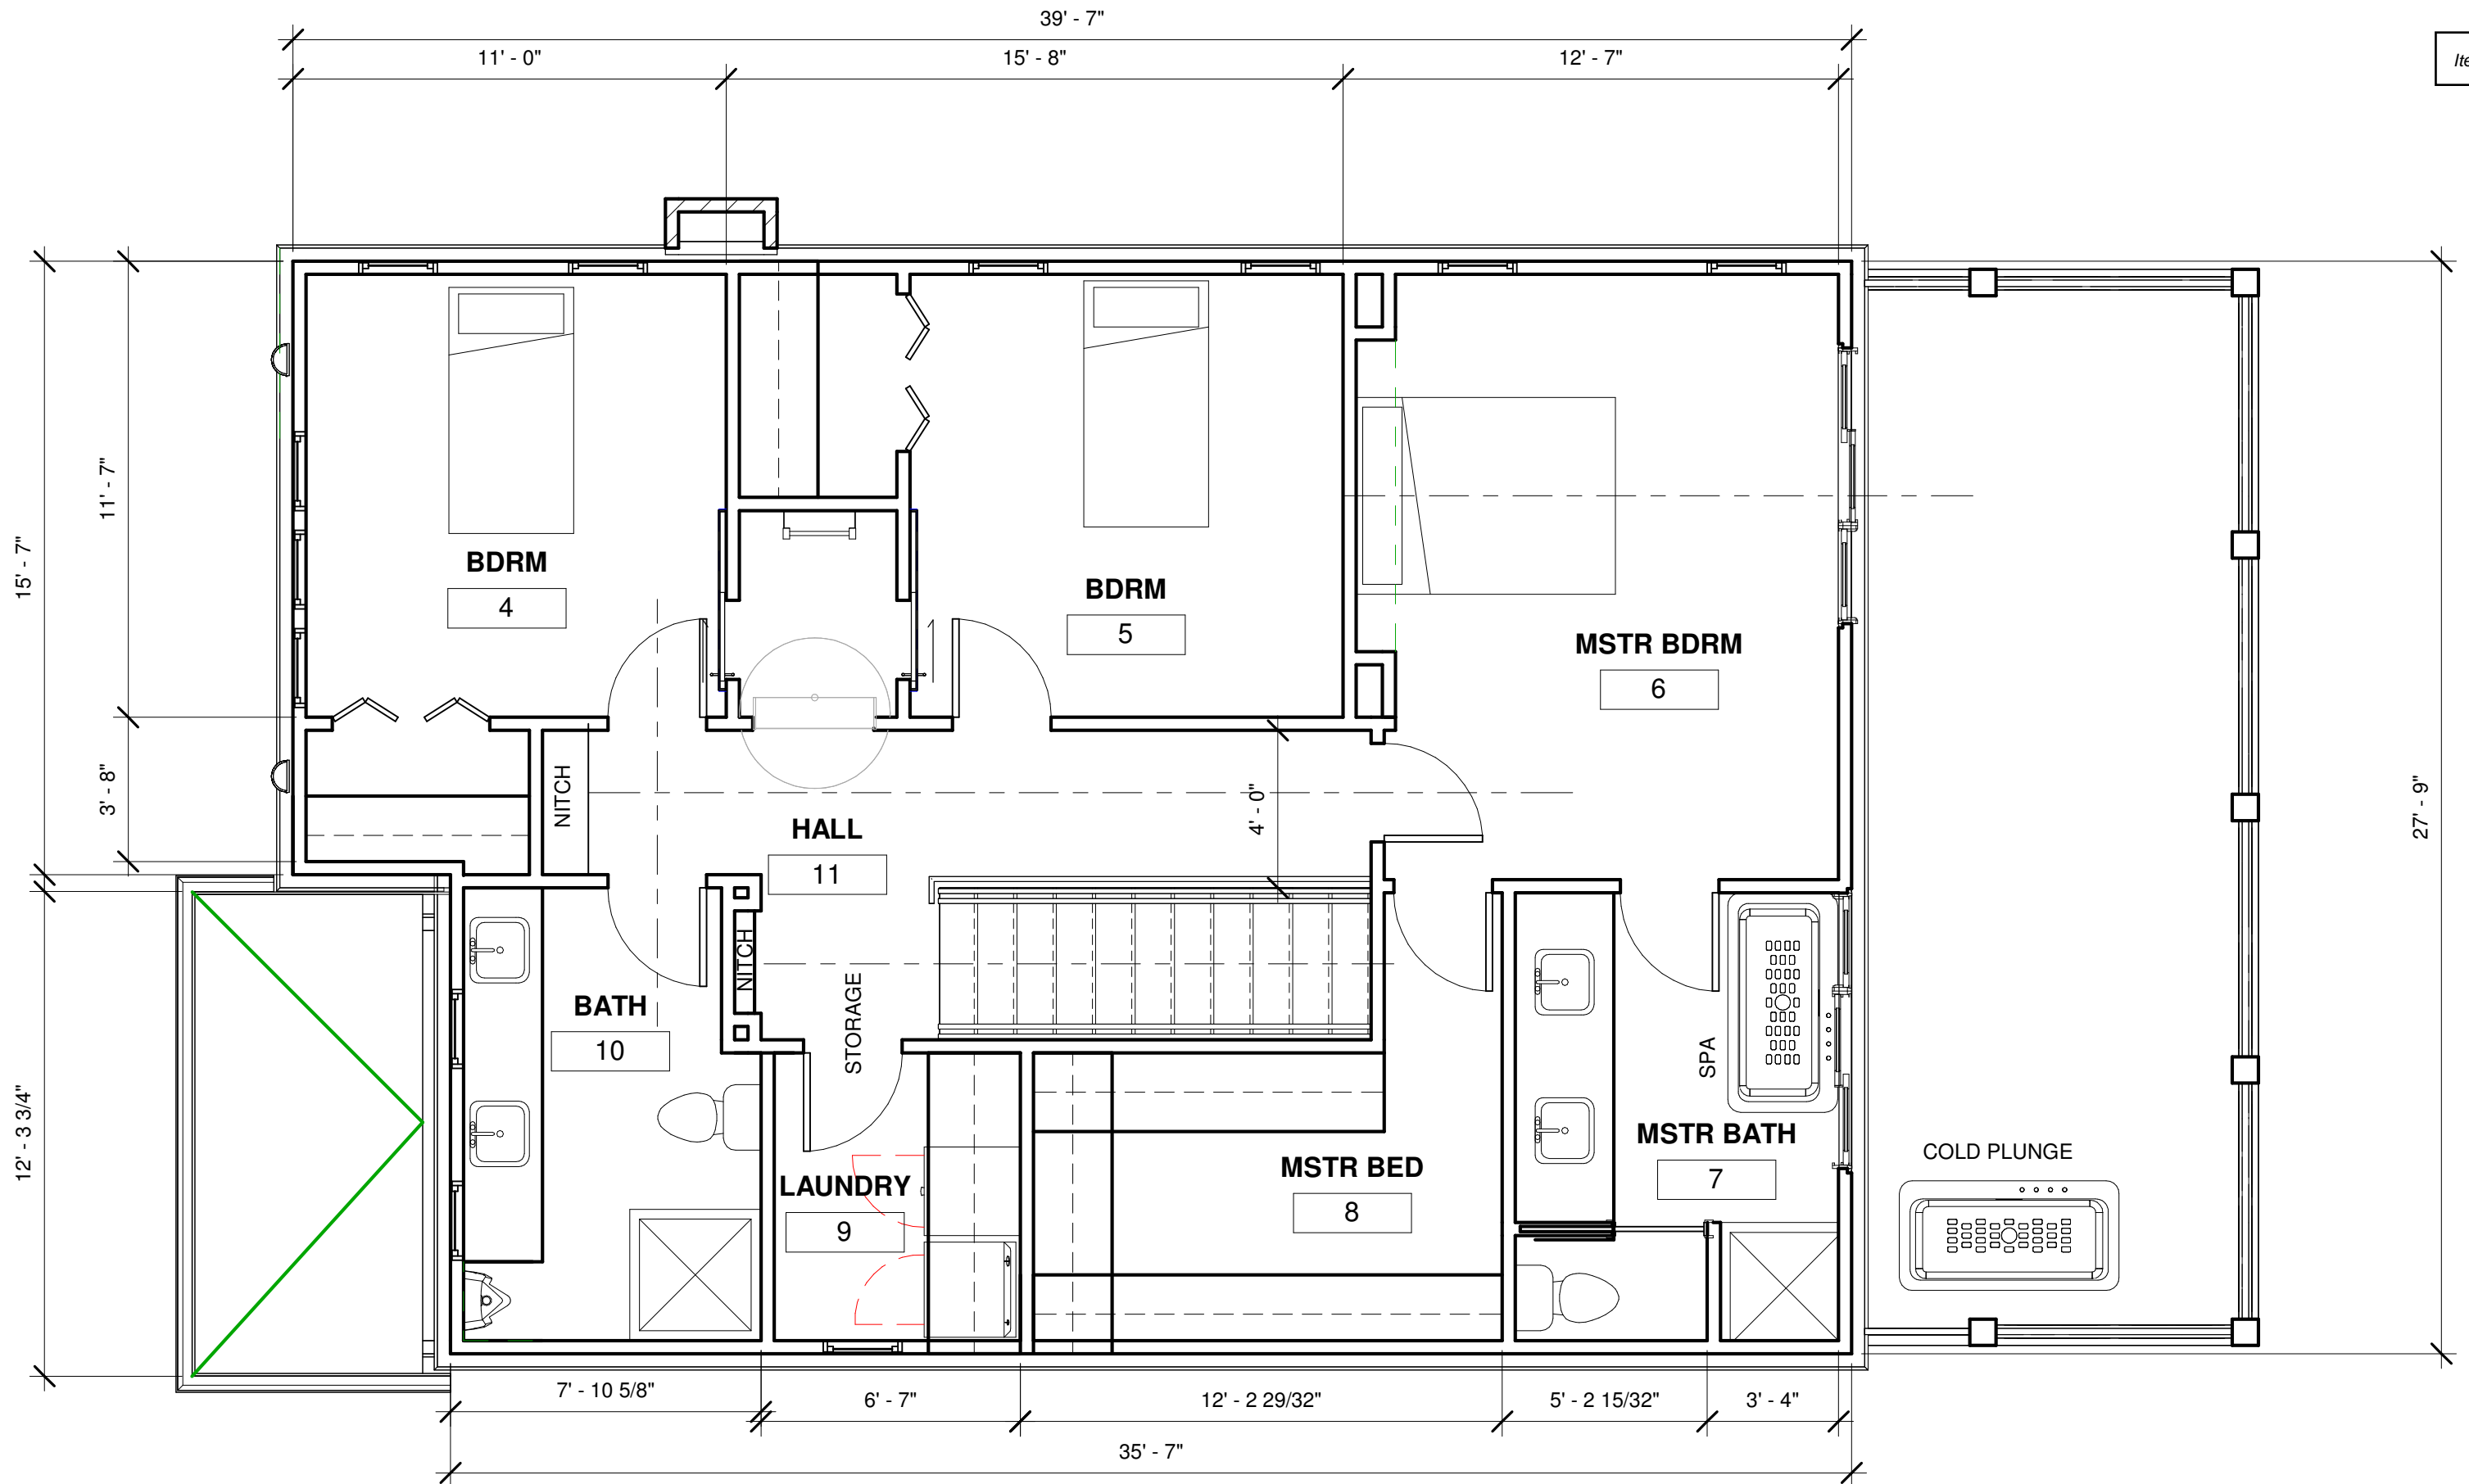 39' - 7"
11' - 0"
15' - 8"
12' - 7"
15' - 7"
11' - 7"
3' - 8"
12' - 3 3/4"
27' - 9"
BDRM
4
BDRM
5
MSTR BDRM
6
NITCH
HALL
11
4' - 0"
NITCH
STORAGE
BATH
10
LAUNDRY
9
MSTR BED
8
SPA
MSTR BATH
7
COLD PLUNGE
7' - 10 5/8"
6' - 7"
12' - 2 29/32"
5' - 2 15/32"
3' - 4"
35' - 7"